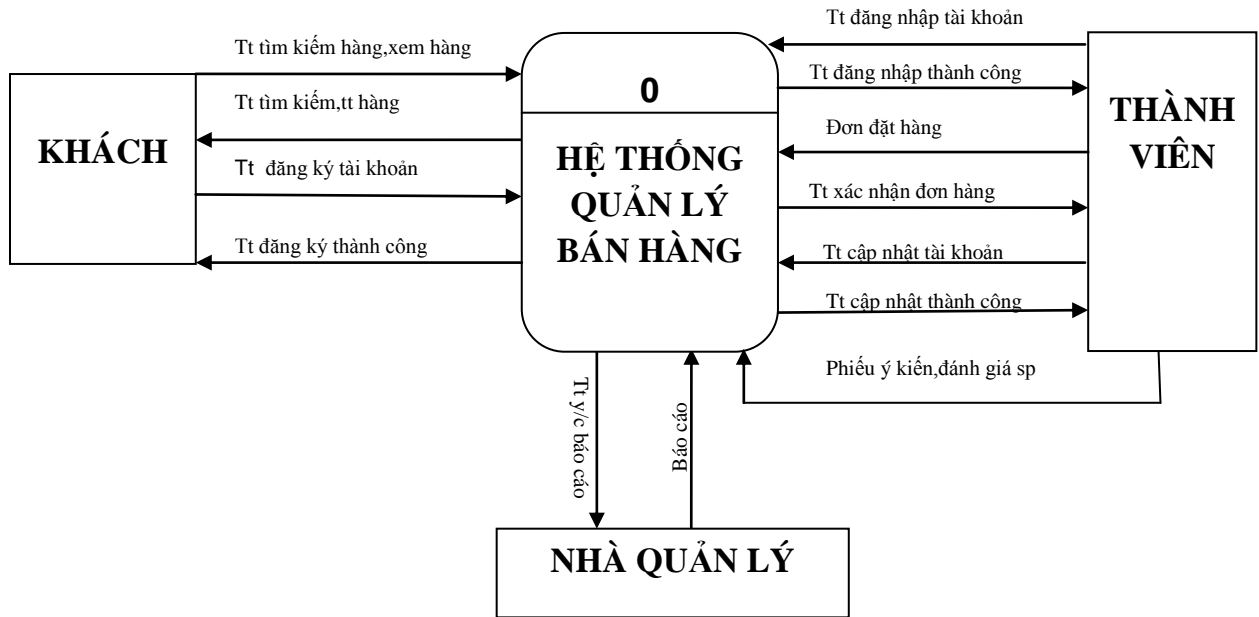 Tt đăng nhập tài khoản
Tt tìm kiếm hàng,xem hàng
Tt đăng nhập thành công
0
Tt tìm kiếm,tt hàng
KHÁCH
Đơn đặt hàng
THÀNH
VIÊN
HỆ THỐNG
QUẢN LÝ
BÁN HÀNG
Tt đăng ký tài khoản
Tt xác nhận đơn hàng
Tt đăng ký thành công
Tt cập nhật tài khoản
Tt cập nhật thành công
Phiếu ý kiến,đánh giá sp
Tt y/c báo cáo
Báo cáo
NHÀ QUẢN LÝ